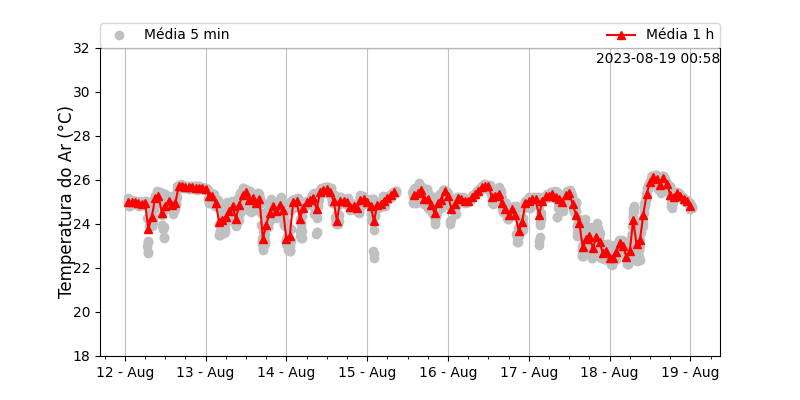 Média 5 min
Média 1 h
2023-08-19 00:58
Temperatura do Ar (°C)
32
30
28
26
24
22
20
18
12 - Aug
13 - Aug
14 - Aug
15 - Aug
16 - Aug
17 - Aug
18 - Aug
19 - Aug